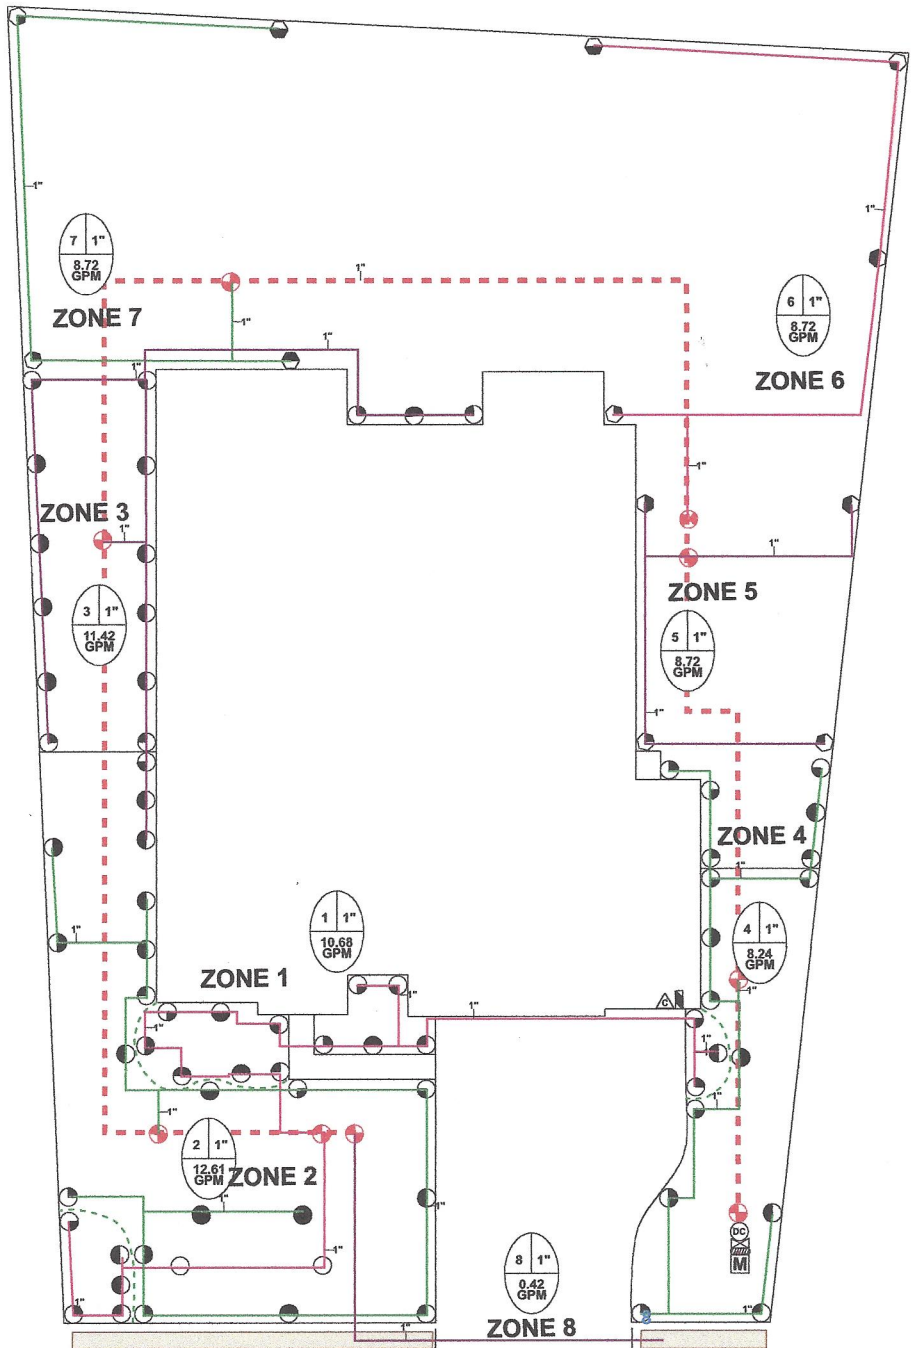 1"
1"
7 1"
8.72
GPM
1"
ZONE 7
6 1"
8.72
GPM
1"
1"
1"
ZONE 6
1"
ZONE 3
1"
1"
ZONE 5
3 1"
11.42
GPM
5 1"
8.72
GPM
1"
ZONE 4
1"
1 1"
10.68
GPM
1"
4 1"
8.24
GPM
ZONE 1
1"
1"
C
1"
1"
1"
1"
1"
2 1"
12.61
GPM
ZONE 2
1"
1"
DC
M
1"
8 1"
0.42
GPM
1"
1"
8
ZONE 8
1"